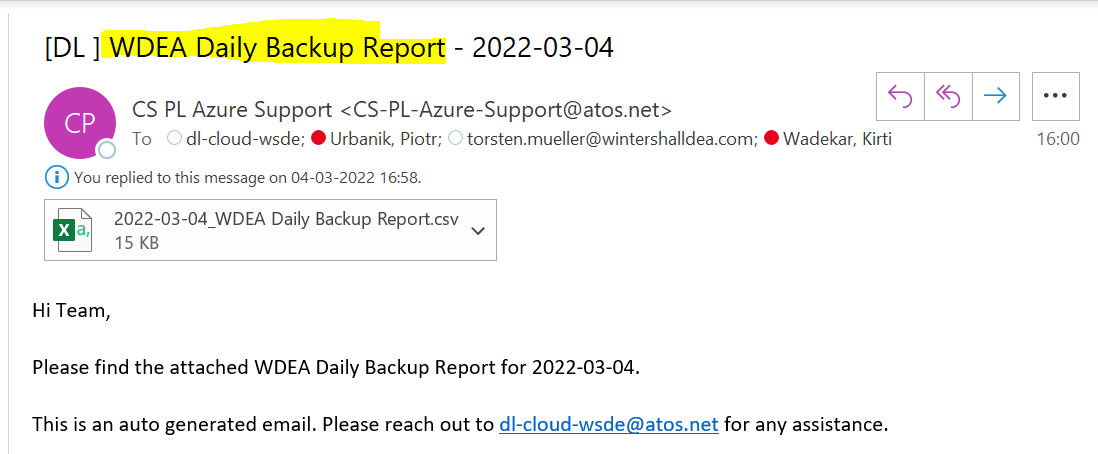 [DL ] WDEA Daily Backup Report - 2022-03-04
CP
CS PL Azure Support <CS-PL-Azure-Support@atos.net>
To dl-cloud-wsde; Urbanik, Piotr; torsten.mueller@wintershalldea.com; Wadekar, Kirti 16:00
You replied to this message on 04-03-2022 16:58.
X a, 2022-03-04_WDEA Daily Backup Report.csv
15 KB
Hi Team,
Please find the attached WDEA Daily Backup Report for 2022-03-04.
This is an auto generated email. Please reach out to dl-cloud-wsde@atos.net for any assistance.